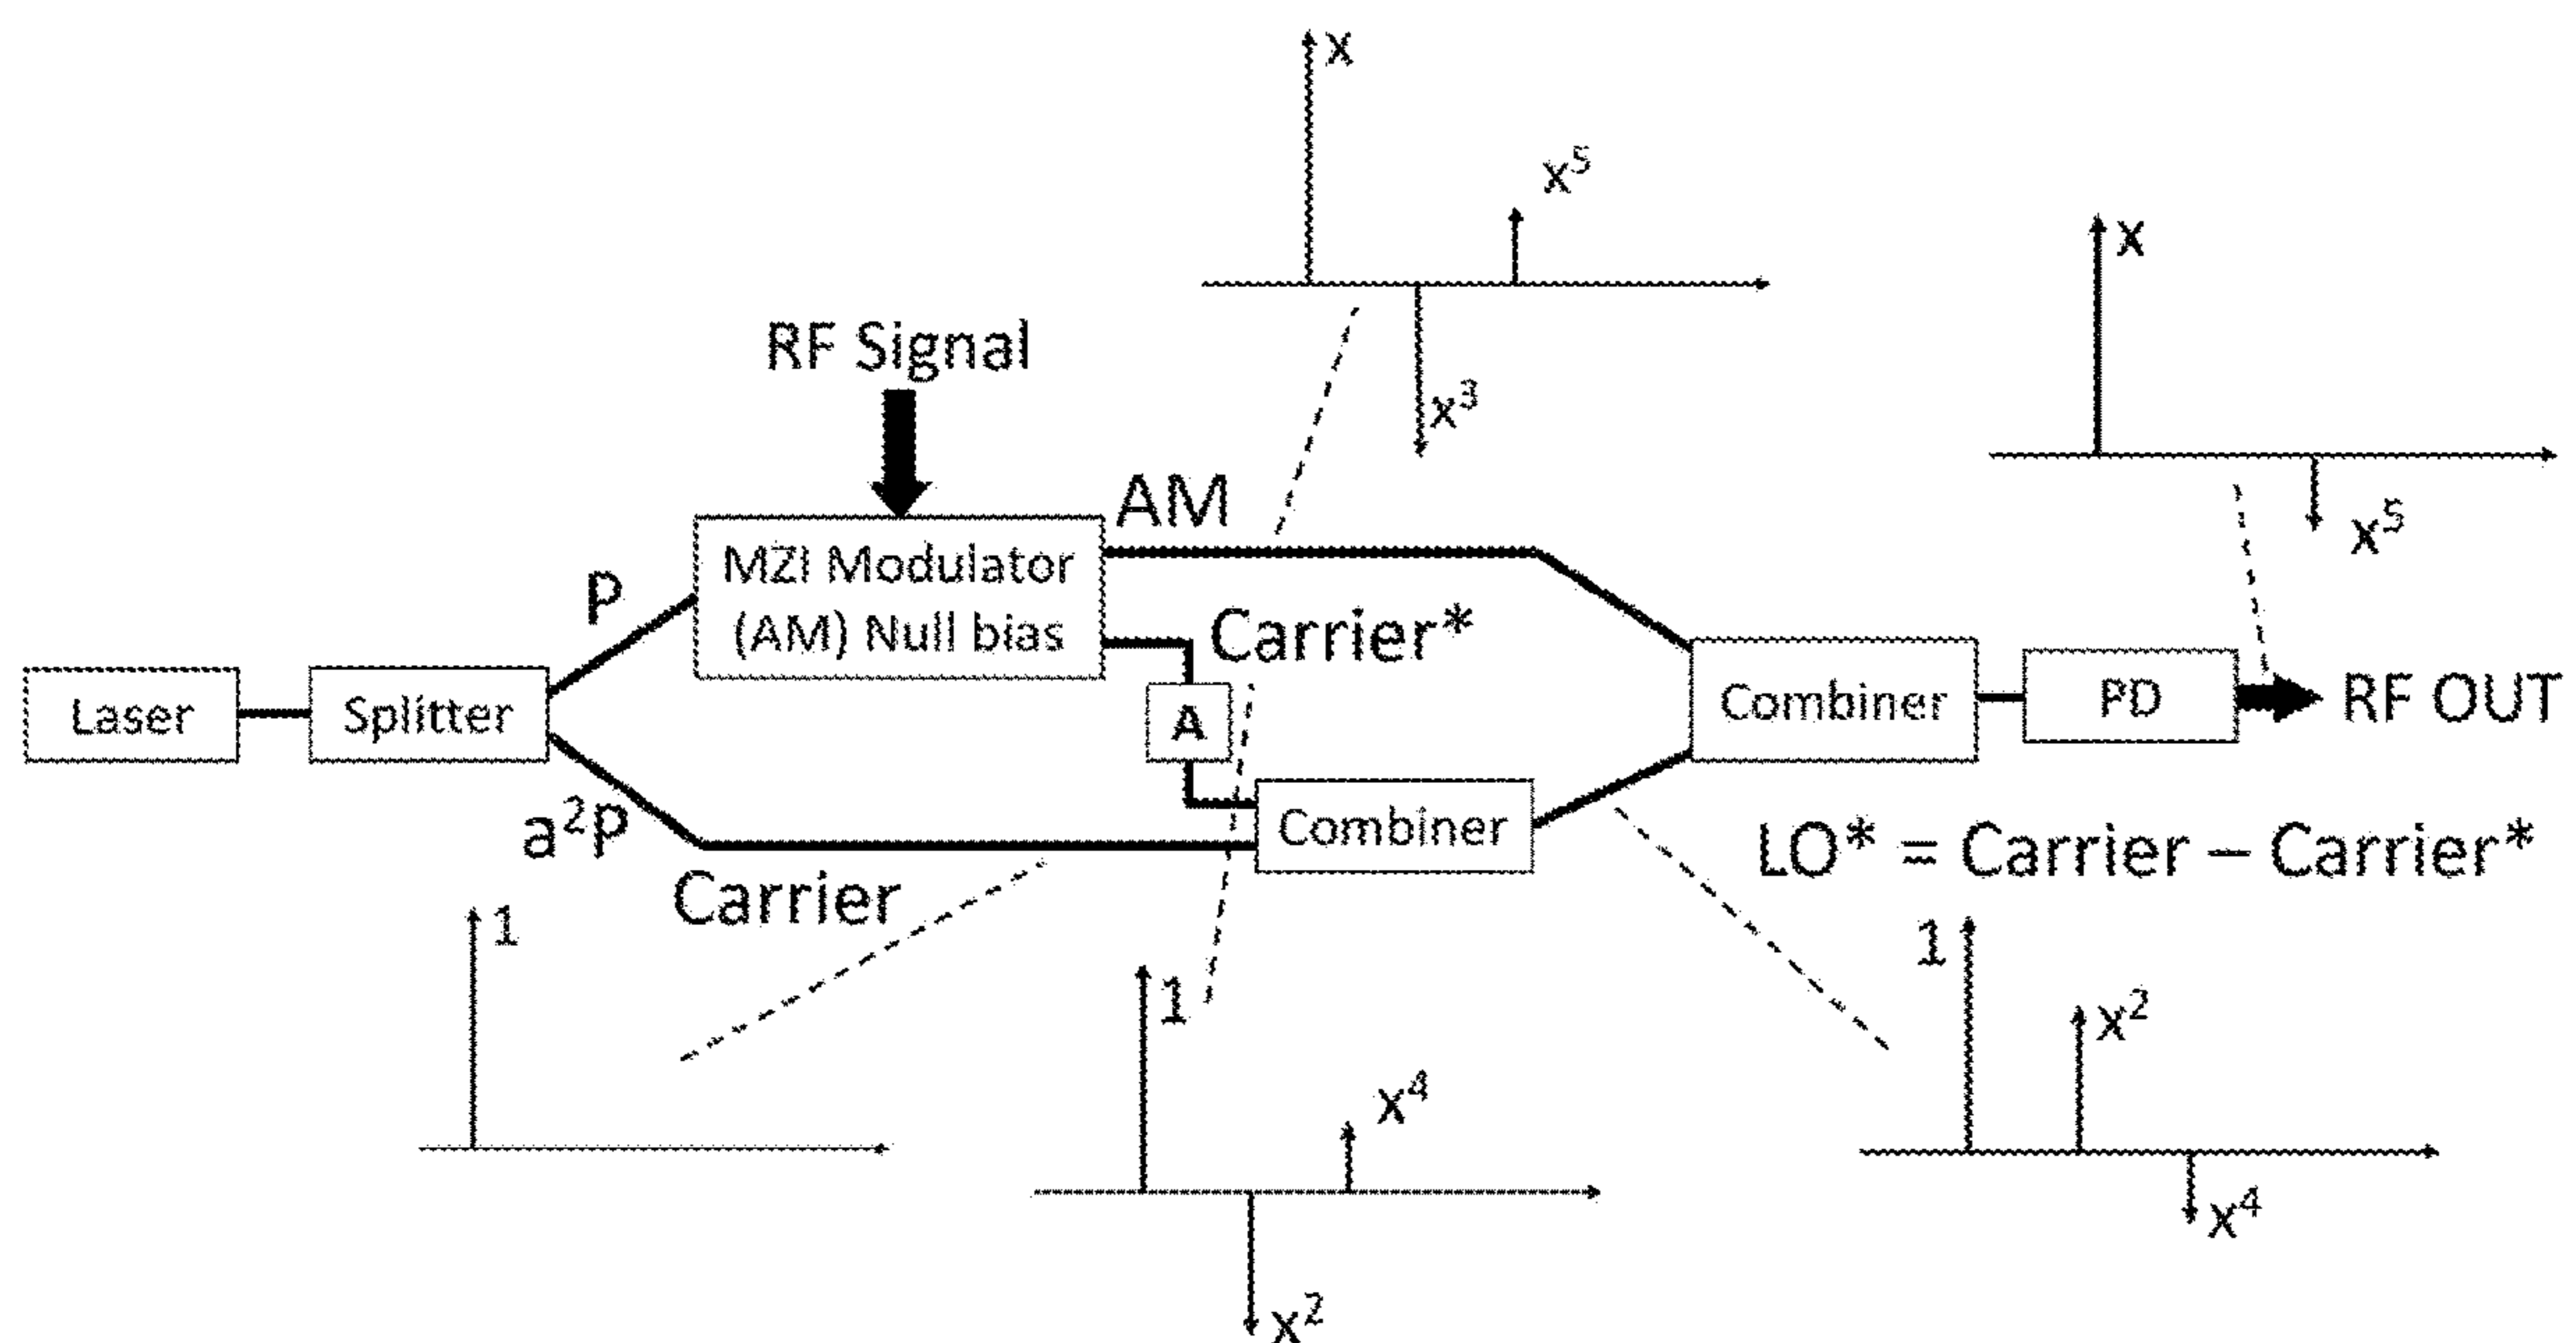 x
x⁵
x³
x
x⁵
RF Signal
AM
P
MZI Modulator
(AM) Null bias
Carrier*
Laser
Splitter
A
Combiner
PD
RF OUT
a²P
Combiner
LO* = Carrier – Carrier*
Carrier
1
1
x⁴
x²
1
x²
x⁴